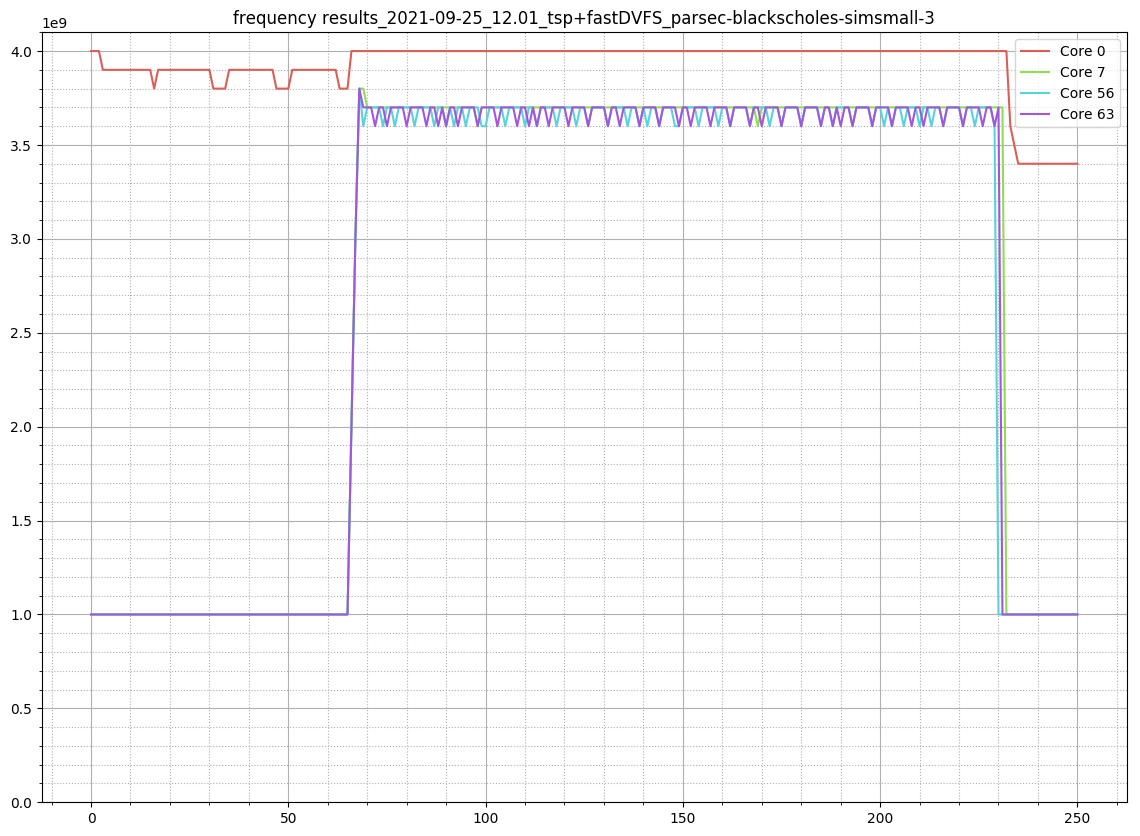 frequency results_2021-09-25_12.01_tsp+fastDVFS_parsec-blackscholes-simsmall-3
1e9
Core 0
Core 7
Core 56
Core 63
4.0
3.5
3.0
2.5
2.0
1.5
1.0
0.5
0.0
0 50 100 150 200 250